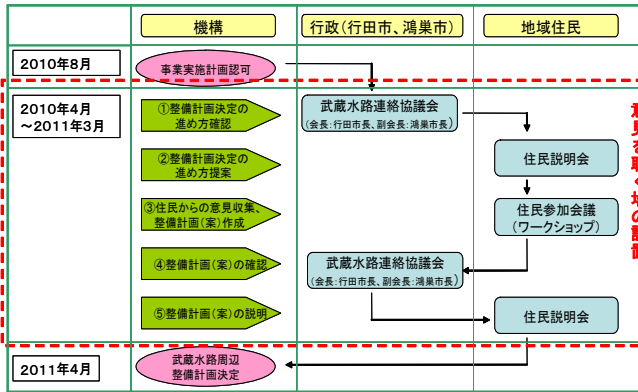 機構
行政(行田市、鴻巣市)
地域住民
2010年8月
事業実施計画認可
2010年4月
～2011年3月
①整備計画決定の
進め方確認
武蔵水路連絡協議会
(会長：行田市長、副会長：鴻巣市長)
②整備計画決定の
進め方提案
住民説明会
③住民からの意見収集、
整備計画(案)作成
住民参加会議
(ワークショップ)
④整備計画(案)の確認
武蔵水路連絡協議会
(会長：行田市長、副会長：鴻巣市長)
⑤整備計画(案)の説明
住民説明会
意見を聴く場の設置
2011年4月
武蔵水路周辺
整備計画決定